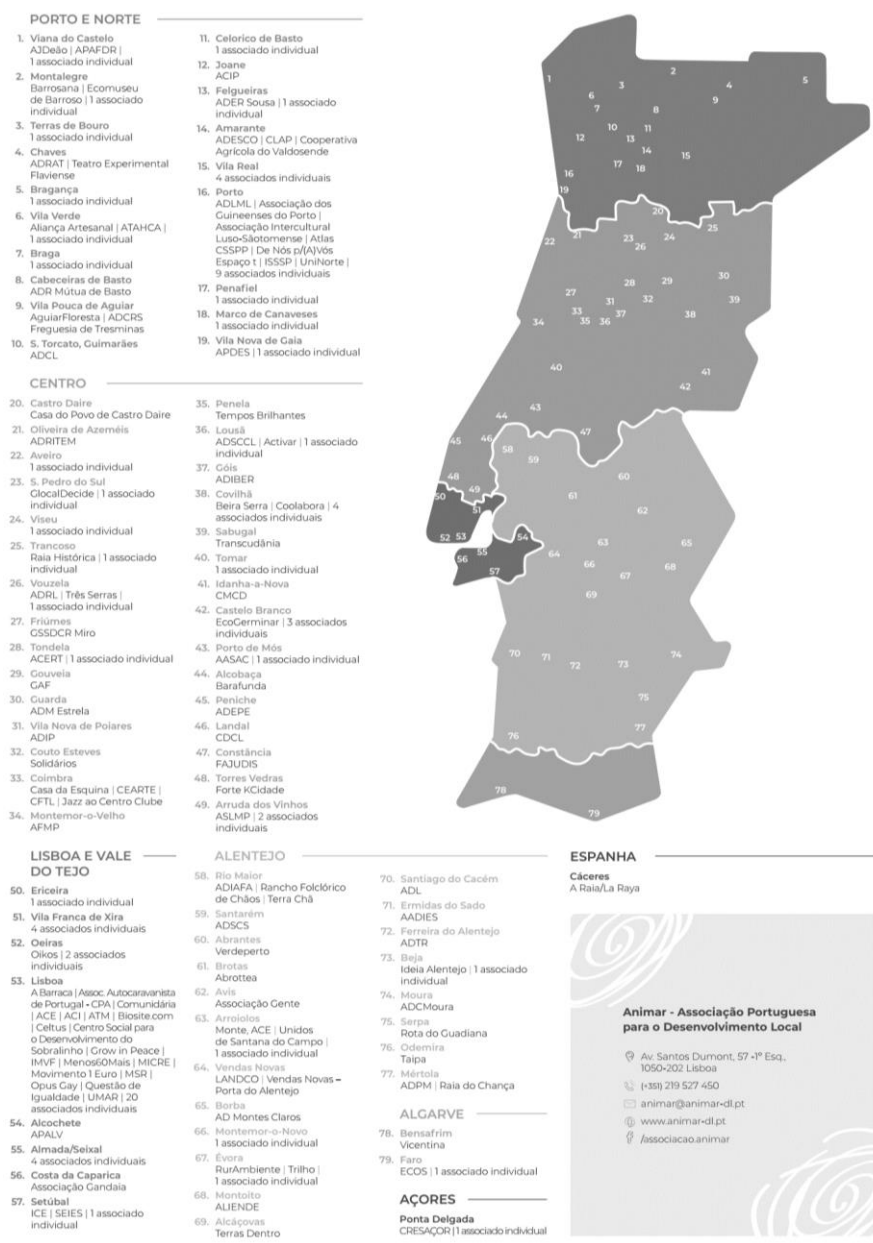 PORTO E NORTE
1. Viana do Castelo
AJDeão | APAFDR |
1 associado individual
2. Montalegre
Barrosana | Ecomuseu
de Barroso | 1 associado
individual
3. Terras de Bouro
1 associado individual
4. Chaves
ADRAT | Teatro Experimental
Flaviense
5. Bragança
1 associado individual
6. Vila Verde
Aliança Artesanal | ATAHCA |
1 associado individual
7. Braga
1 associado individual
8. Cabeceiras de Basto
ADR Mútua de Basto
9. Vila Pouca de Aguiar
AguiarFloresta | ADCRS
Freguesia de Tresminas
10. S. Torcato, Guimarães
ADCL
11. Celorico de Basto
1 associado individual
12. Joane
ACIP
13. Felgueiras
ADER Sousa | 1 associado
individual
14. Amarante
ADESCO | CLAP | Cooperativa
Agrícola do Valdosende
15. Vila Real
4 associados individuais
16. Porto
ADLML | Associação dos
Guineenses do Porto |
Associação Intercultural
Luso-Sãotomense | Atlas
CSSPP | De Nós p/(A)Vós
Espaço t | ISSSP | UniNorte |
9 associados individuais
17. Penafiel
1 associado individual
18. Marco de Canaveses
1 associado individual
19. Vila Nova de Gaia
APDES | 1 associado individual
CENTRO
20. Castro Daire
Casa do Povo de Castro Daire
21. Oliveira de Azeméis
ADRITEM
22. Aveiro
1 associado individual
23. S. Pedro do Sul
GlocalDecide | 1 associado
individual
24. Viseu
1 associado individual
25. Trancoso
Raia Histórica | 1 associado
individual
26. Vouzela
ADRL | Três Serras |
1 associado individual
27. Friúmes
GSSDCR Miro
28. Tondela
ACERT | 1 associado individual
29. Gouveia
GAF
30. Guarda
ADM Estrela
31. Vila Nova de Poiares
ADIP
32. Couto Esteves
Solidários
33. Coimbra
Casa da Esquina | CEARTE |
CFTL | Jazz ao Centro Clube
34. Montemor-o-Velho
AFMP
35. Penela
Tempos Brilhantes
36. Lousã
ADSCCL | Activar | 1 associado
individual
37. Góis
ADIBER
38. Covilhã
Beira Serra | Coolabora | 4
associados individuais
39. Sabugal
Transcudânia
40. Tomar
1 associado individual
41. Idanha-a-Nova
CMCD
42. Castelo Branco
EcoGerminar | 3 associados
individuais
43. Porto de Mós
AASAC | 1 associado individual
44. Alcobaça
Barafunda
45. Peniche
ADEPE
46. Landal
CDCL
47. Constância
FAJUDIS
48. Torres Vedras
Forte KCidade
49. Arruda dos Vinhos
ASLMP | 2 associados
individuais
1
2
3
4
5
6
7
8
9
10
11
12
13
14
15
16
17
18
19
20
21
22
23
24
25
26
27
28
29
30
31
32
33
34
35
36
37
38
39
40
41
42
43
44
45
46
47
48
49
50
51
52
53
54
55
56
57
58
59
60
61
62
63
64
65
66
67
68
69
70
71
72
73
74
75
76
77
78
79
LISBOA E VALE
DO TEJO
50. Ericeira
1 associado individual
51. Vila Franca de Xira
4 associados individuais
52. Oeiras
Oikos | 2 associados
individuais
53. Lisboa
A Barraca | Assoc. Autocaravanista
de Portugal - CPA | Comunidária
| ACE | ACI | ATM | Biosite.com
| Celtus | Centro Social para
o Desenvolvimento do
Sobralinho | Grow in Peace |
IMVF | Menos60Mais | MICRE |
Movimento 1 Euro | MSR |
Opus Gay | Questão de
Igualdade | UMAR | 20
associados individuais
54. Alcochete
APALV
55. Almada/Seixal
4 associados individuais
56. Costa da Caparica
Associação Gandaia
57. Setúbal
ICE | SEIES | 1 associado
individual
ALENTEJO
58. Rio Maior
ADIAFA | Rancho Folclórico
de Chãos | Terra Chã
59. Santarém
ADSCS
60. Abrantes
Verdeperto
61. Brotas
Abrottea
62. Avis
Associação Gente
63. Arroiolos
Monte, ACE | Unidos
de Santana do Campo |
1 associado individual
64. Vendas Novas
LANDCO | Vendas Novas –
Porta do Alentejo
65. Borba
AD Montes Claros
66. Montemor-o-Novo
1 associado individual
67. Évora
RurAmbiente | Trilho |
1 associado individual
68. Montoito
ALIENDE
69. Alcáçovas
Terras Dentro
70. Santiago do Cacém
ADL
71. Ermidas do Sado
AADIES
72. Ferreira do Alentejo
ADTR
73. Beja
Ideia Alentejo | 1 associado
individual
74. Moura
ADCMoura
75. Serpa
Rota do Guadiana
76. Odemira
Taipa
77. Mértola
ADPM | Raia do Chança
ALGARVE
78. Bensafrim
Vicentina
79. Faro
ECOS | 1 associado individual
AÇORES
Ponta Delgada
CRESAÇOR | 1 associado individual
ESPANHA
Cáceres
A Raia/La Raya
Animar - Associação Portuguesa
para o Desenvolvimento Local
Av. Santos Dumont, 57 -1º Esq.,
1050-202 Lisboa
(+351) 219 527 450
animar@animar-dl.pt
www.animar-dl.pt
/associacao.animar